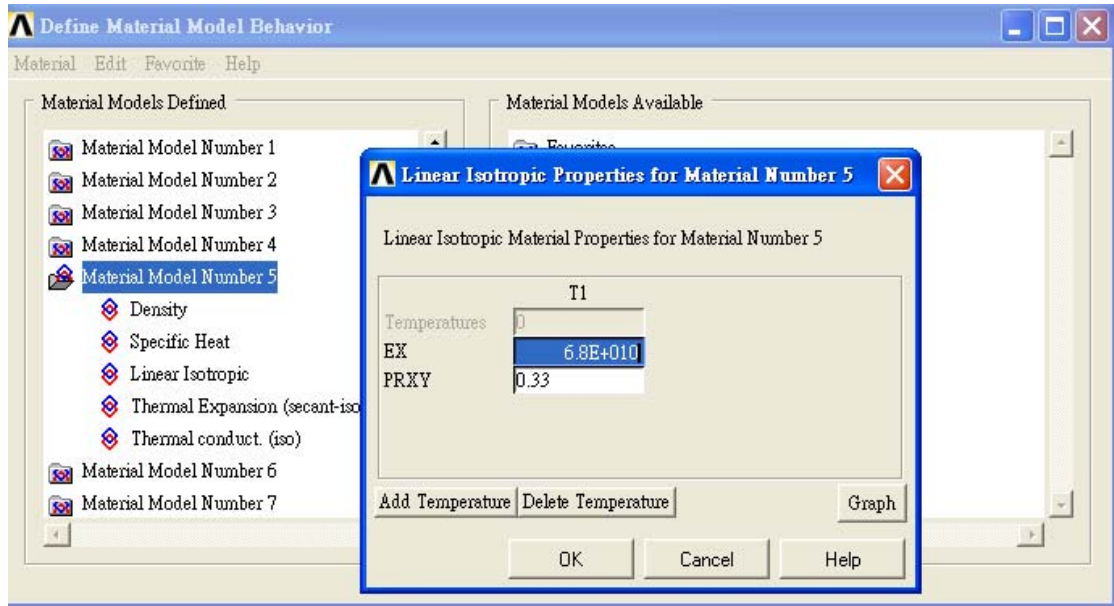 Define Material Model Behavior
Material Edit Favorite Help
Material Models Defined
Material Models Available
Material Model Number 1
Material Model Number 2
Material Model Number 3
Material Model Number 4
Material Model Number 5
Density
Specific Heat
Linear Isotropic
Thermal Expansion (secant-iso
Thermal conduct. (iso)
Material Model Number 6
Material Model Number 7
Favorites
Linear Isotropic Properties for Material Number 5
Linear Isotropic Material Properties for Material Number 5
T1
Temperatures 0
EX 6.8E+010
PRXY 0.33
Add Temperature Delete Temperature Graph
OK Cancel Help